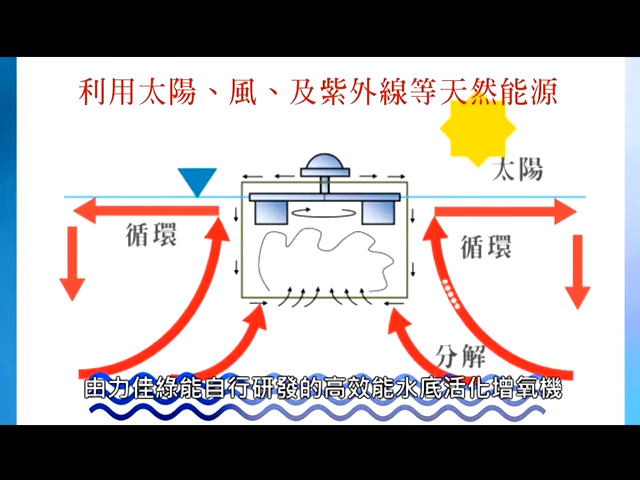 利用太陽、風、及紫外線等天然能源
太陽
循環
循環
分解
由力佳綠能自行研發的高效能水底活化增氧機